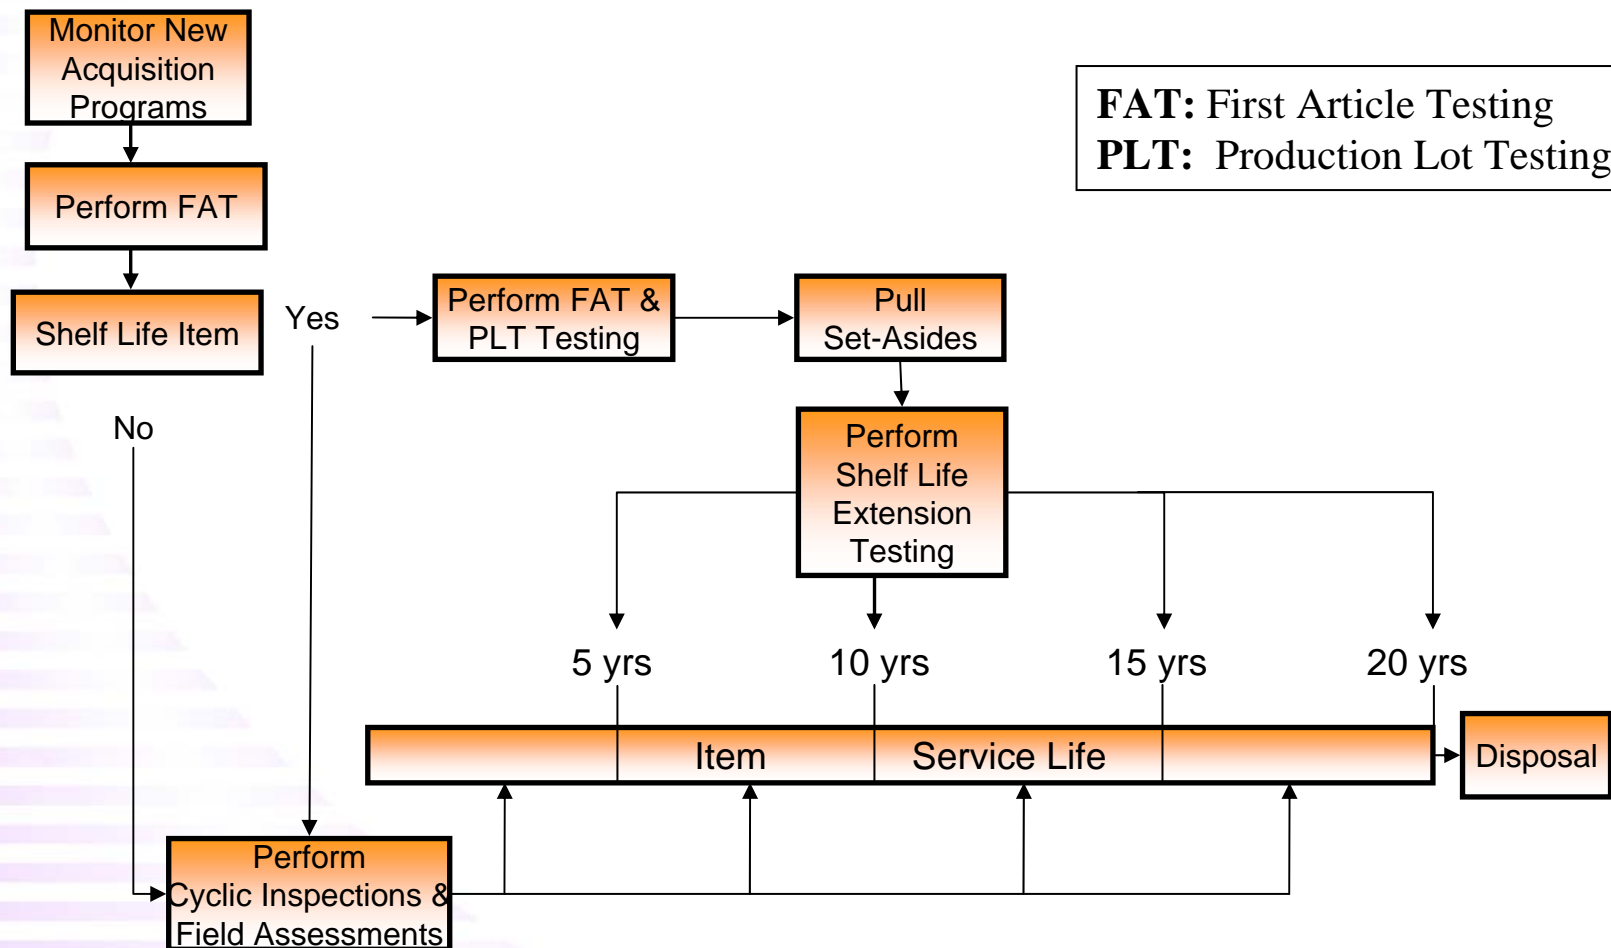 Monitor New
Acquisition
Programs
FAT: First Article Testing
PLT: Production Lot Testing
Perform FAT
Shelf Life Item
Yes
Perform FAT &
PLT Testing
Pull
Set-Asides
No
Perform
Shelf Life
Extension
Testing
5 yrs
10 yrs
15 yrs
20 yrs
Item Service Life
Disposal
Perform
Cyclic Inspections &
Field Assessments